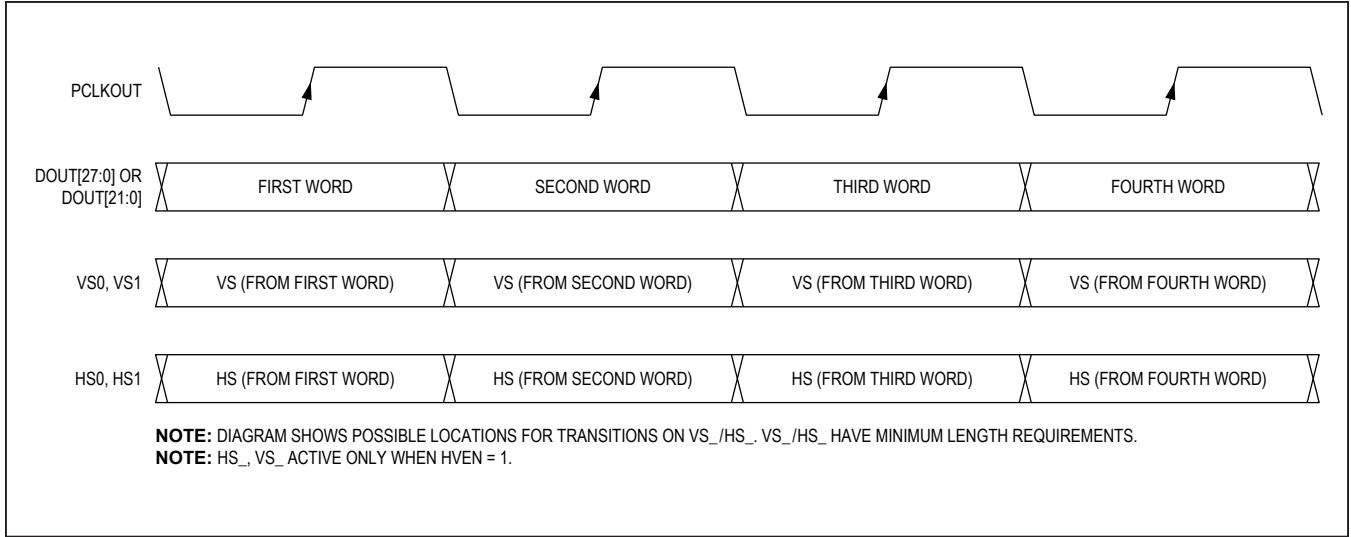 PCLKOUT
DOUT[27:0] OR
DOUT[21:0]
FIRST WORD
SECOND WORD
THIRD WORD
FOURTH WORD
VS0, VS1
VS (FROM FIRST WORD)
VS (FROM SECOND WORD)
VS (FROM THIRD WORD)
VS (FROM FOURTH WORD)
HS0, HS1
HS (FROM FIRST WORD)
HS (FROM SECOND WORD)
HS (FROM THIRD WORD)
HS (FROM FOURTH WORD)
NOTE: DIAGRAM SHOWS POSSIBLE LOCATIONS FOR TRANSITIONS ON VS_/HS_. VS_/HS_ HAVE MINIMUM LENGTH REQUIREMENTS.
NOTE: HS_, VS_ ACTIVE ONLY WHEN HVEN = 1.